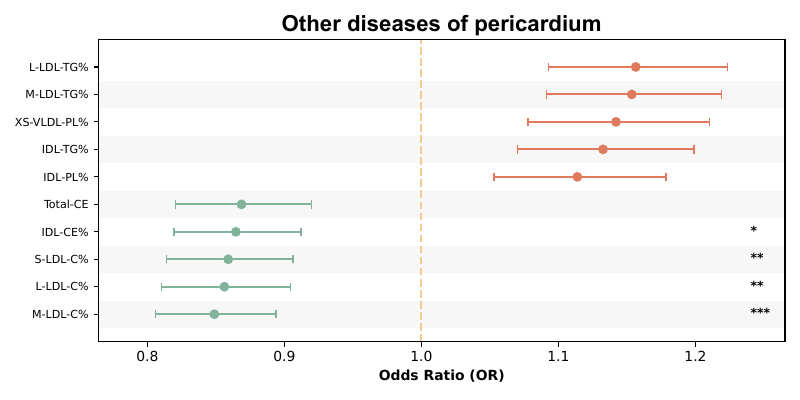 Other diseases of pericardium
L-LDL-TG%
M-LDL-TG%
XS-VLDL-PL%
IDL-TG%
IDL-PL%
Total-CE
IDL-CE% *
S-LDL-C% **
L-LDL-C% **
M-LDL-C% ***
0.8 0.9 1.0 1.1 1.2
Odds Ratio (OR)